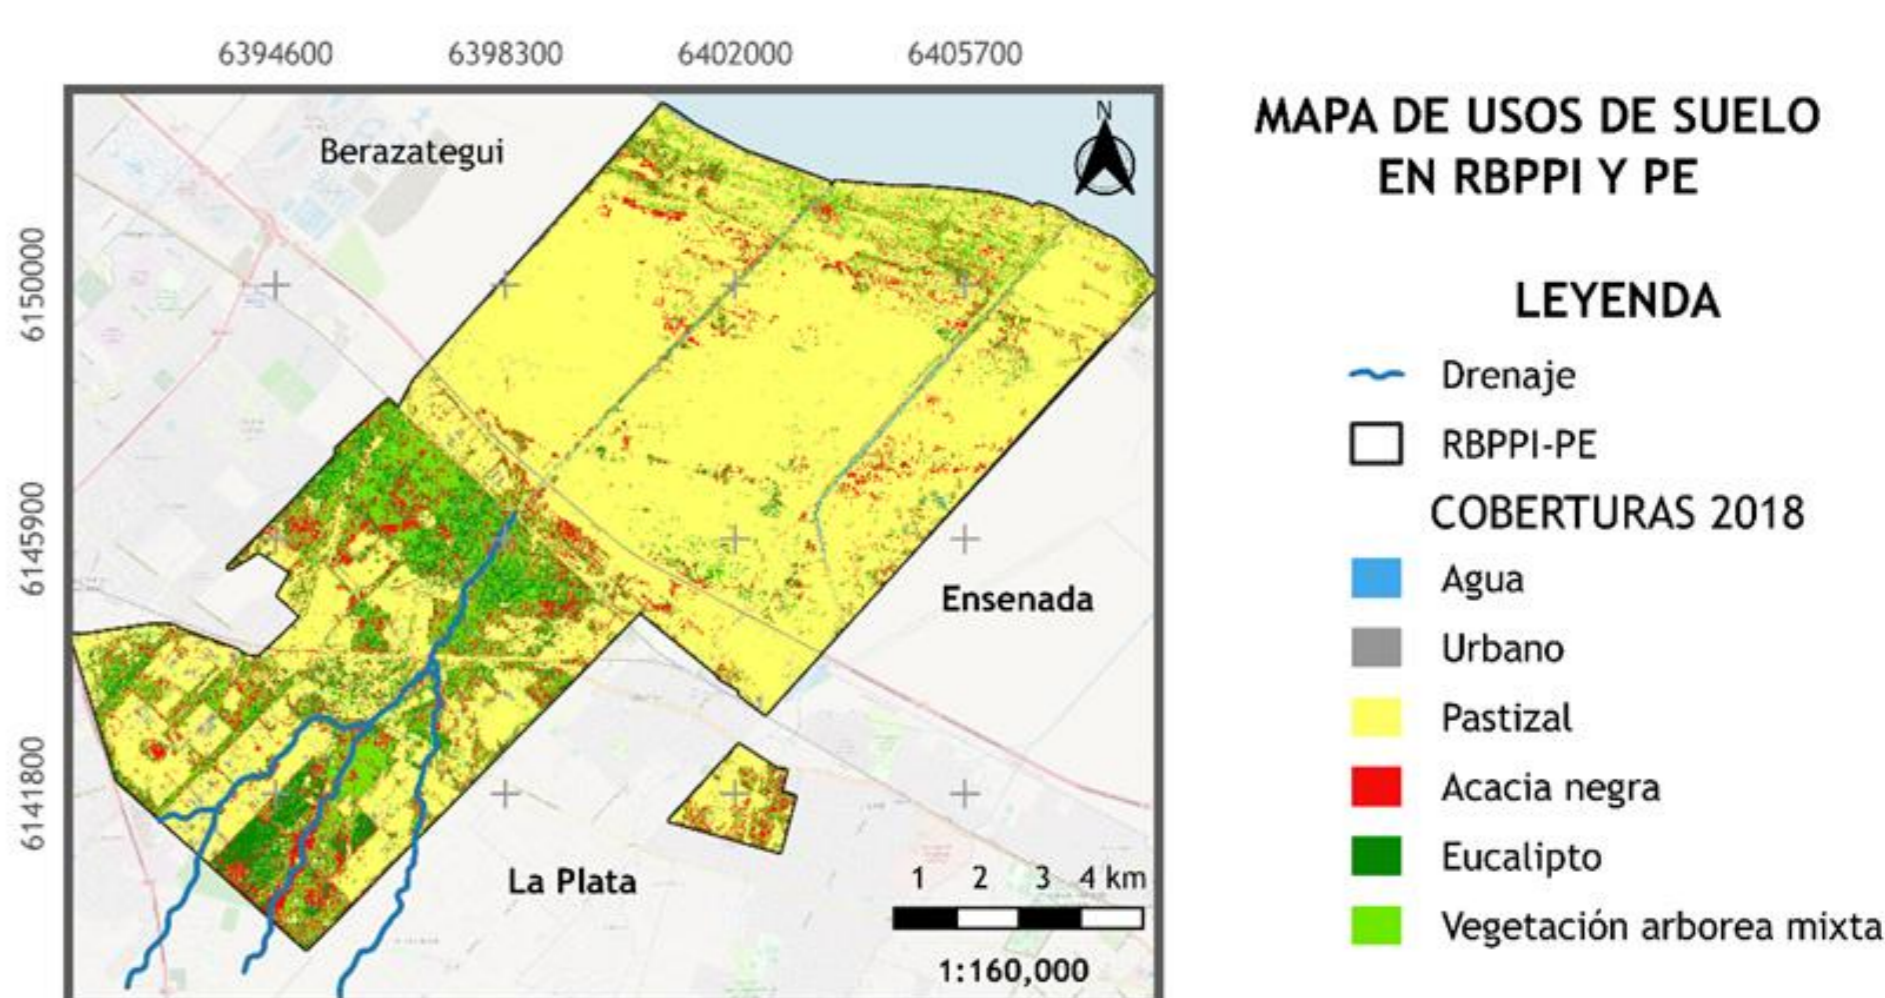 6394600 6398300 6402000 6405700
6150000
6145900
6141800
Berazategui
N
Ensenada
La Plata
1 2 3 4 km
1:160,000
MAPA DE USOS DE SUELO
EN RBPPI Y PE
LEYENDA
Drenaje
RBPPI-PE
COBERTURAS 2018
Agua
Urbano
Pastizal
Acacia negra
Eucalipto
Vegetación arborea mixta